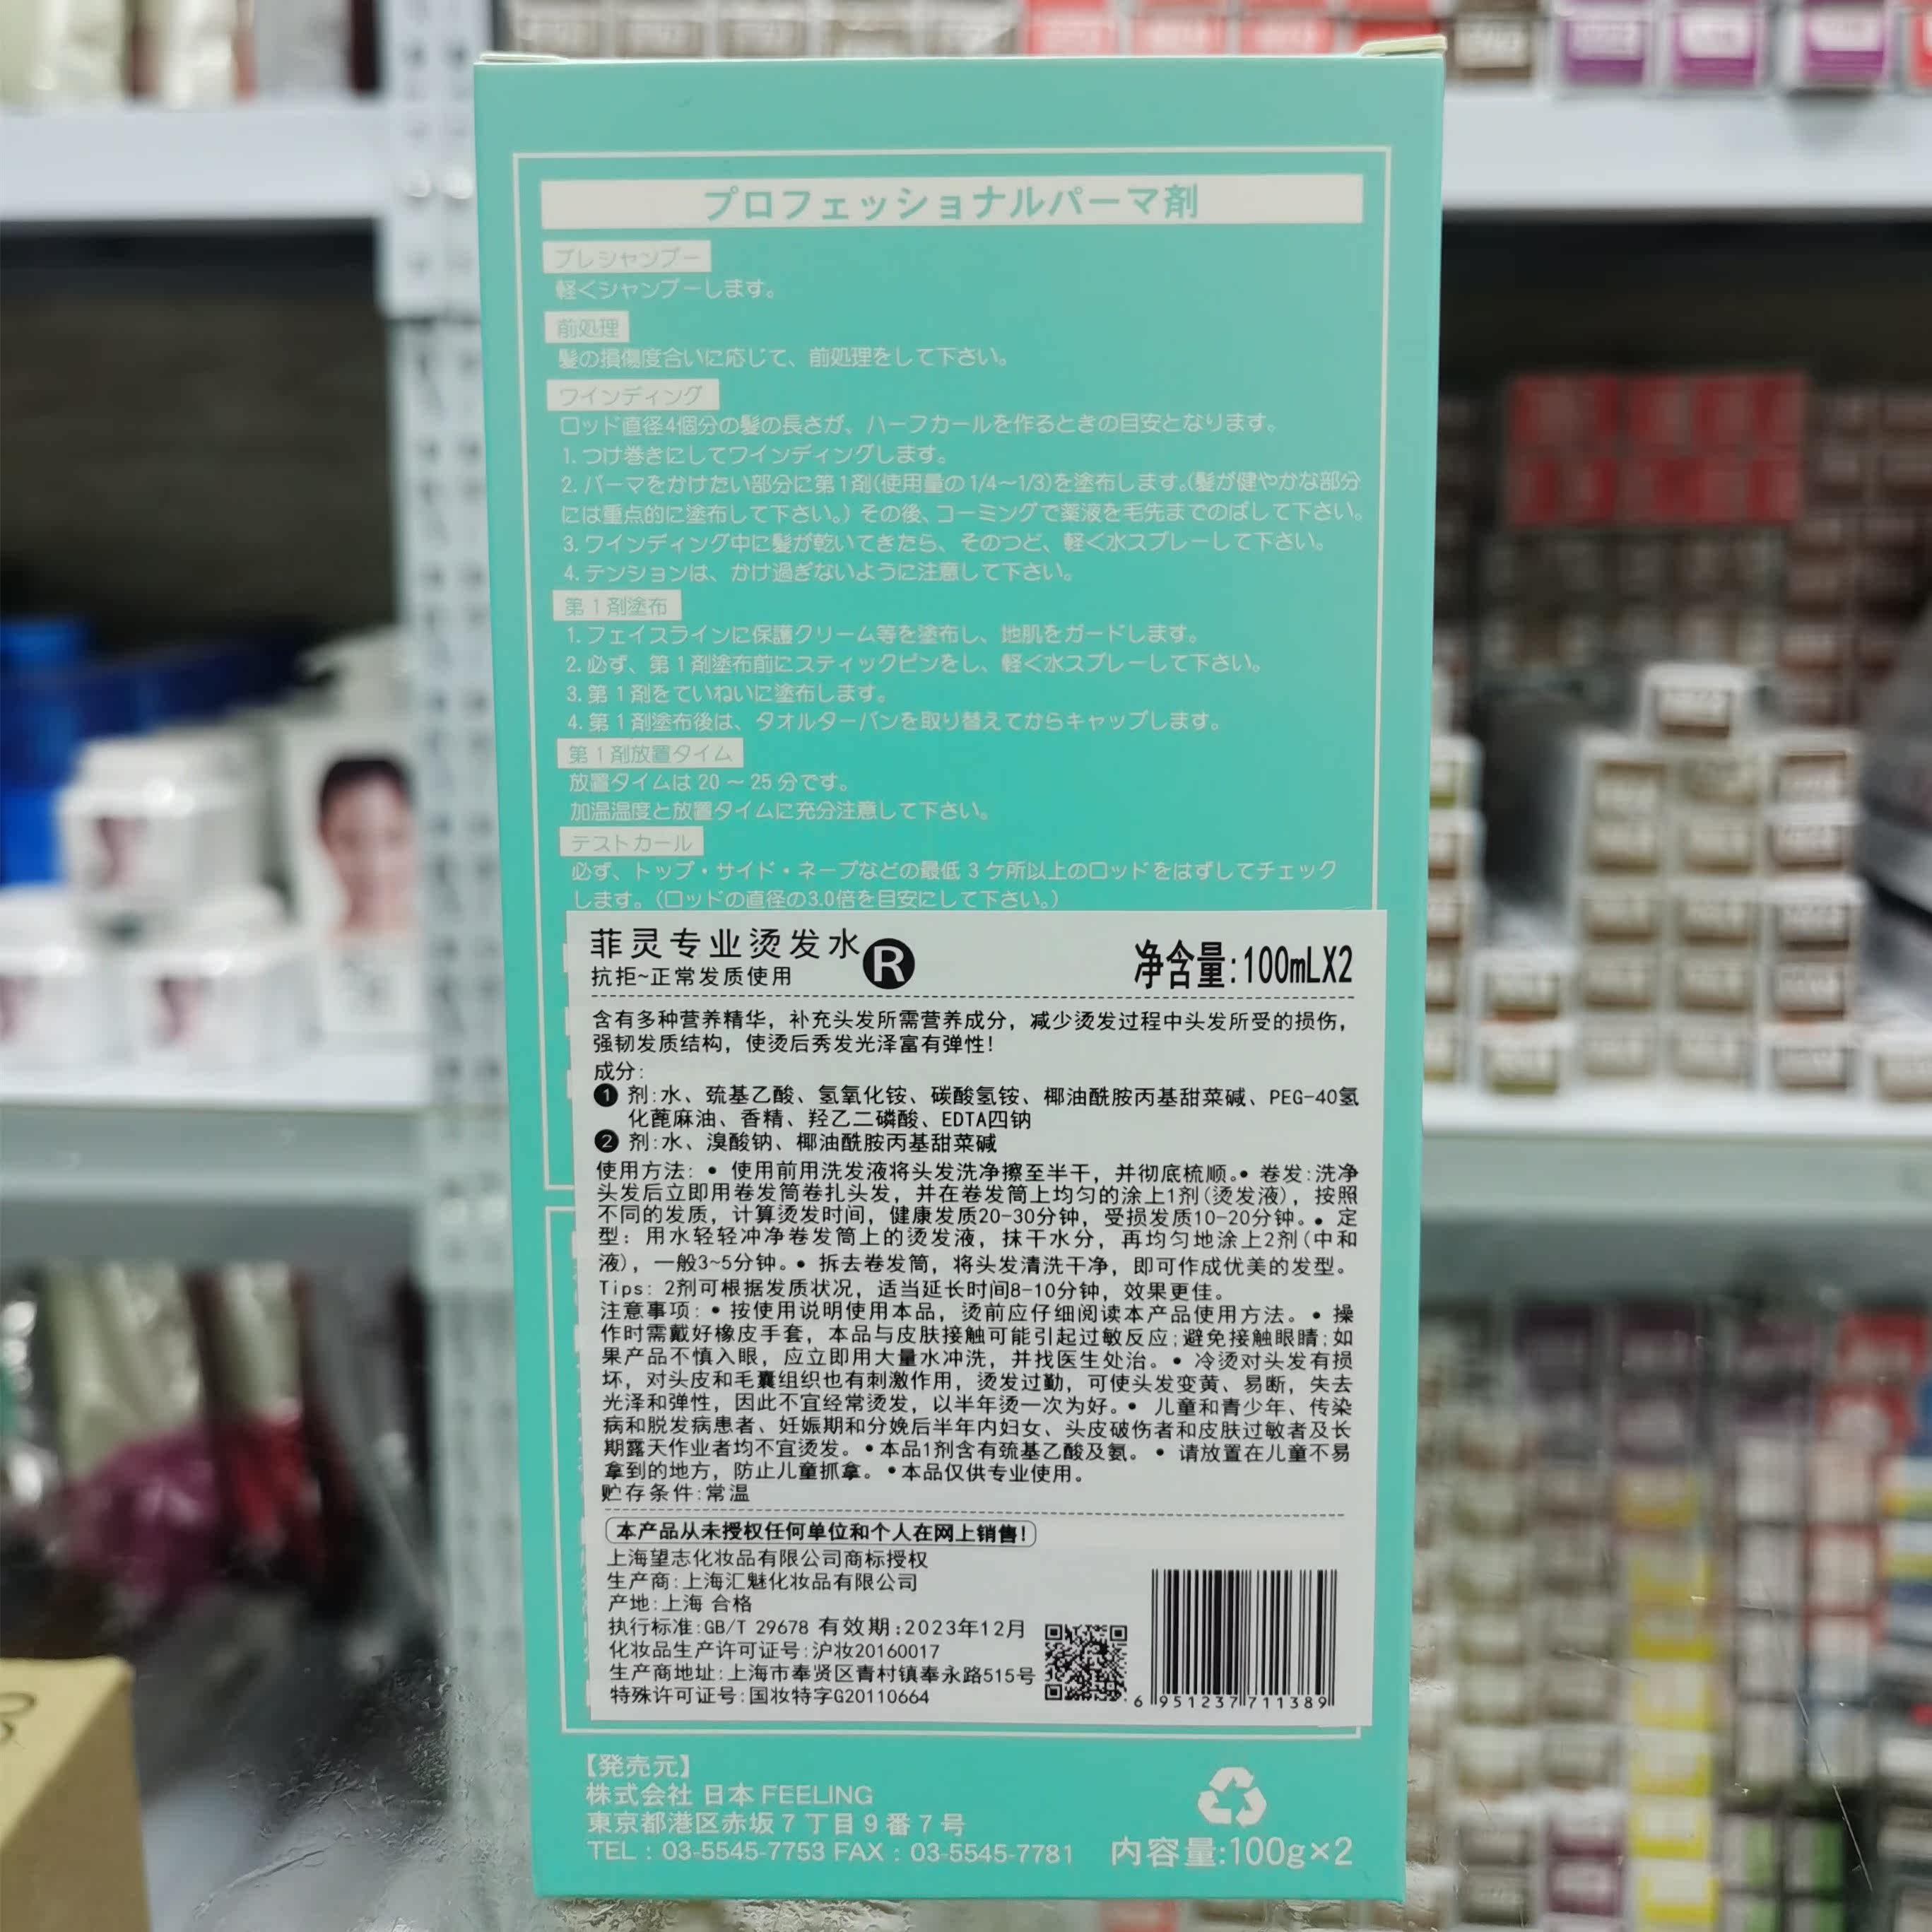 プロフェッショナルパーマ剤
プレシャンプー
軽くシャンプーします。
前処理
髪の損傷度合いに応じて、前処理をして下さい。
ワインディング
ロッド直径4個分の髪の長さが、ハーフカールを作るときの目安となります。
1. つけ巻きにしてワインディングします。
2. パーマをかけたい部分に第1剤(使用量の1/4～1/3)を塗布します。(髪が健やかな部分
には重点的に塗布して下さい。) その後、コーミングで薬液を毛先までのばして下さい。
3. ワインディング中に髪が乾いてきたら、そのつど、軽く水スプレーして下さい。
4. テンションは、かけ過ぎないように注意して下さい。
第1剤塗布
1. フェイスラインに保護クリーム等を塗布し、地肌をガードします。
2. 必ず、第1剤塗布前にスティックピンをし、軽く水スプレーして下さい。
3. 第1剤をていねいに塗布します。
4. 第1剤塗布後は、タオルターバンを取り替えてからキャップします。
第1剤放置タイム
放置タイムは 20 ～ 25 分です。
加温温度と放置タイムに充分注意して下さい。
テストカール
必ず、トップ・サイド・ネープなどの最低 3 ケ所以上のロッドをはずしてチェック
します。(ロッドの直径の3.0倍を目安にして下さい。)
菲灵专业烫发水 R
抗拒~正常发质使用
净含量:100mLX2
含有多种营养精华，补充头发所需营养成分，减少烫发过程中头发所受的损伤，
强韧发质结构，使烫后秀发光泽富有弹性!
成分:
❶ 剂:水、巯基乙酸、氢氧化铵、碳酸氢铵、椰油酰胺丙基甜菜碱、PEG-40氢
化蓖麻油、香精、羟乙二磷酸、EDTA四钠
❷ 剂:水、溴酸钠、椰油酰胺丙基甜菜碱
使用方法: • 使用前用洗发液将头发洗净擦至半干，并彻底梳顺。• 卷发:洗净
头发后立即用卷发筒卷扎头发，并在卷发筒上均匀的涂上1剂(烫发液)，按照
不同的发质，计算烫发时间，健康发质20-30分钟，受损发质10-20分钟。• 定
型: 用水轻轻冲净卷发筒上的烫发液，抹干水分，再均匀地涂上2剂(中和
液)，一般3~5分钟。• 拆去卷发筒，将头发清洗干净，即可作成优美的发型。
Tips: 2剂可根据发质状况，适当延长时间8-10分钟，效果更佳。
注意事项: • 按使用说明使用本品，烫前应仔细阅读本产品使用方法。• 操
作时需戴好橡皮手套，本品与皮肤接触可能引起过敏反应;避免接触眼睛;如
果产品不慎入眼，应立即用大量水冲洗，并找医生处治。• 冷烫对头发有损
坏，对头皮和毛囊组织也有刺激作用，烫发过勤，可使头发变黄、易断，失去
光泽和弹性，因此不宜经常烫发，以半年烫一次为好。• 儿童和青少年、传染
病和脱发病患者、妊娠期和分娩后半年内妇女、头皮破伤者和皮肤过敏者及长
期露天作业者均不宜烫发。•本品1剂含有巯基乙酸及氨。• 请放置在儿童不易
拿到的地方，防止儿童抓拿。•本品仅供专业使用。
贮存条件:常温
本产品从未授权任何单位和个人在网上销售!
上海望志化妆品有限公司商标授权
生产商:上海汇魅化妆品有限公司
产地:上海 合格
执行标准:GB/T 29678 有效期:2023年12月
化妆品生产许可证号:沪妆20160017
生产商地址:上海市奉贤区青村镇奉永路515号
特殊许可证号:国妆特字G20110664
6 951237 711389
【発売元】
株式会社 日本 FEELING
東京都港区赤坂 7 丁目 9 番 7 号
TEL : 03-5545-7753 FAX : 03-5545-7781
内容量:100g×2